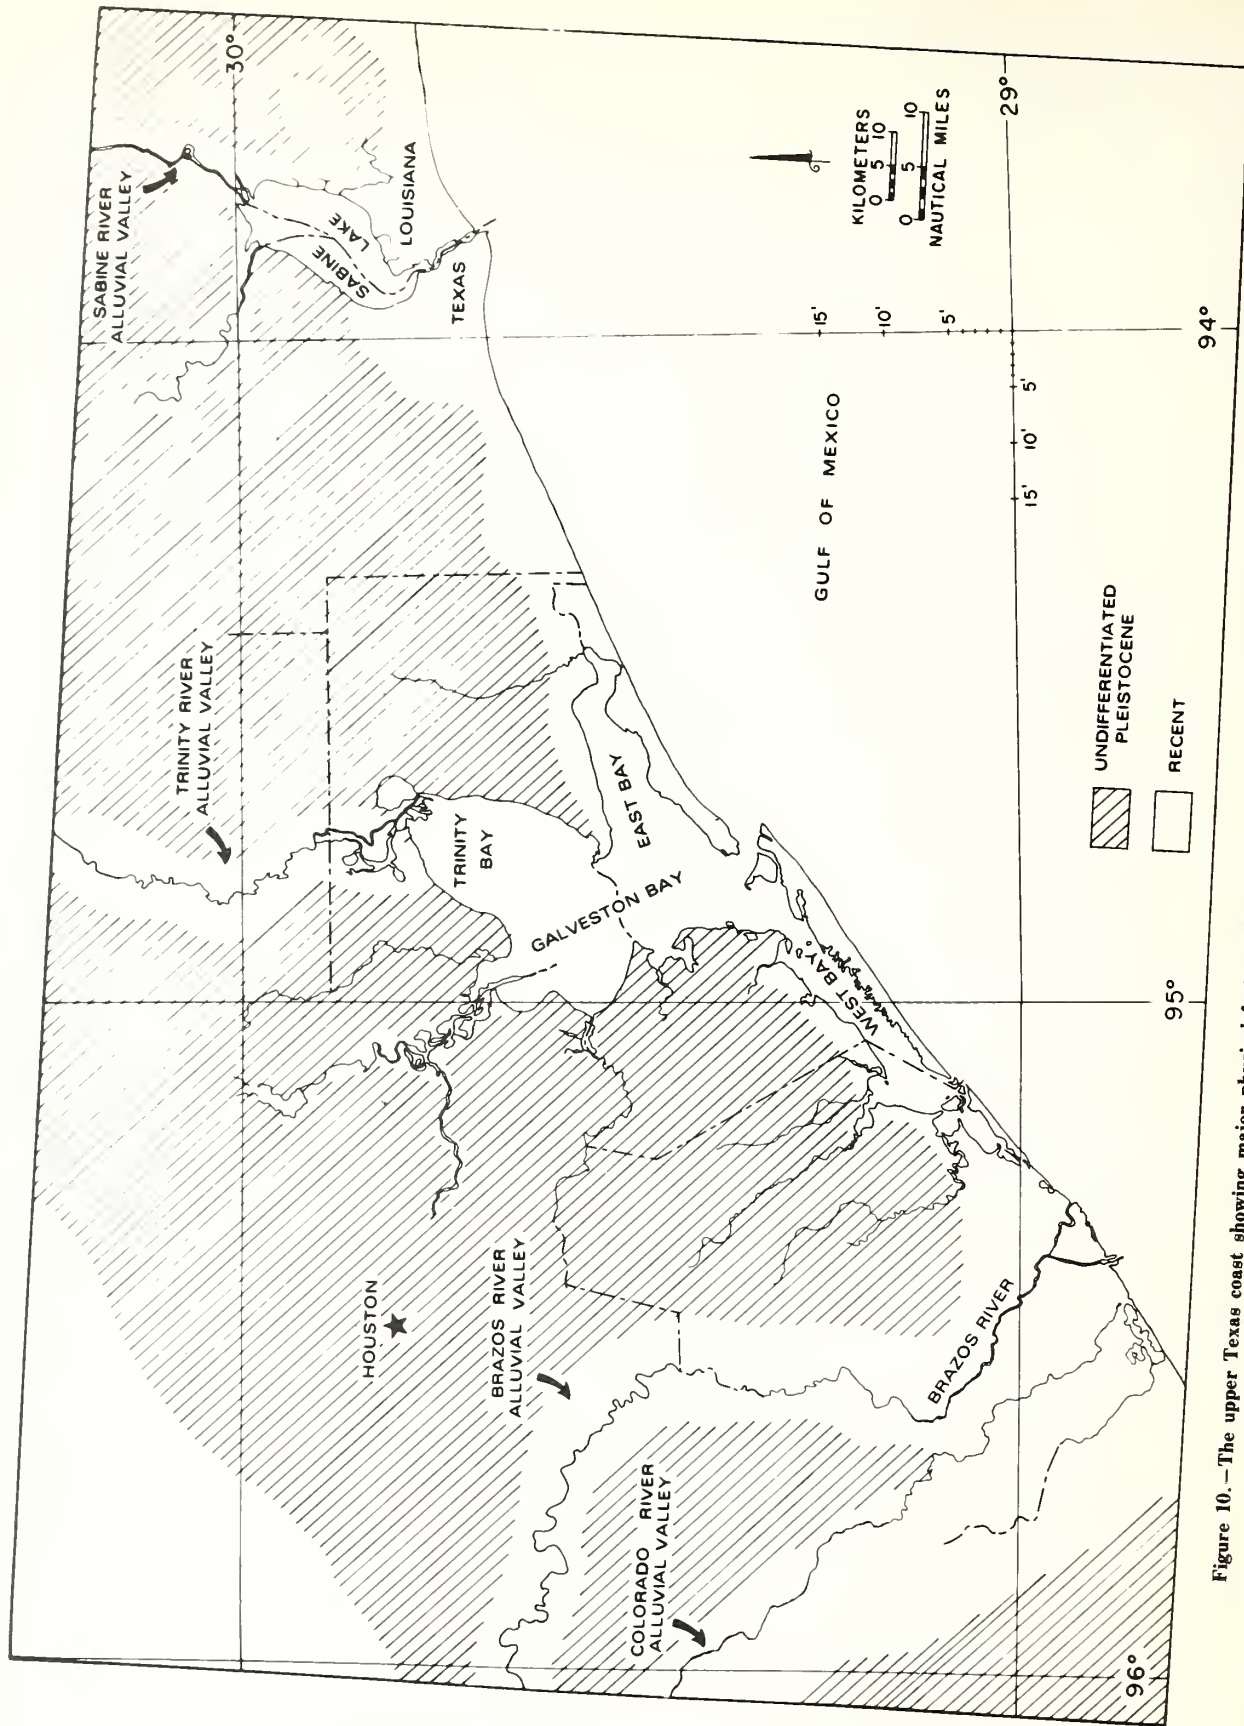 SABINE RIVER
ALLUVIAL VALLEY
30°
TRINITY RIVER
ALLUVIAL VALLEY
SABINE
LAKE
LOUISIANA
TEXAS
HOUSTON
TRINITY
BAY
GALVESTON BAY
EAST BAY
WEST BAY
BRAZOS RIVER
ALLUVIAL VALLEY
COLORADO RIVER
ALLUVIAL VALLEY
BRAZOS RIVER
GULF OF MEXICO
KILOMETERS
0 5 10
0 5 10
NAUTICAL MILES
15'
10'
5'
29°
15' 10' 5'
96°
95°
94°
UNDIFFERENTIATED
PLEISTOCENE
RECENT
Figure 10.—The upper Texas coast showing major